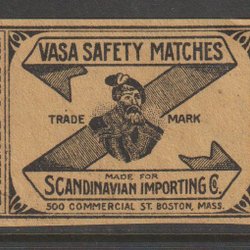 VASA SAFETY MATCHES
TRADE MARK
MADE FOR
SCANDINAVIAN IMPORTING Co.
500 COMMERCIAL ST. BOSTON, MASS.